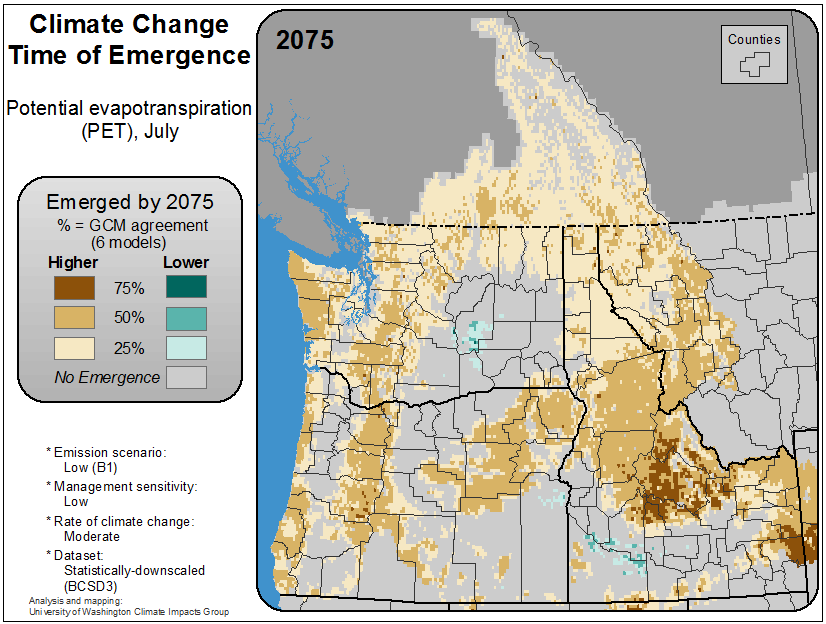 Climate Change
Time of Emergence
Potential evapotranspiration
(PET), July
Emerged by 2075
% = GCM agreement
(6 models)
Higher Lower
75%
50%
25%
No Emergence
* Emission scenario:
Low (B1)
* Management sensitivity:
Low
* Rate of climate change:
Moderate
* Dataset:
Statistically-downscaled
(BCSD3)
Analysis and mapping:
University of Washington Climate Impacts Group
2075
Counties